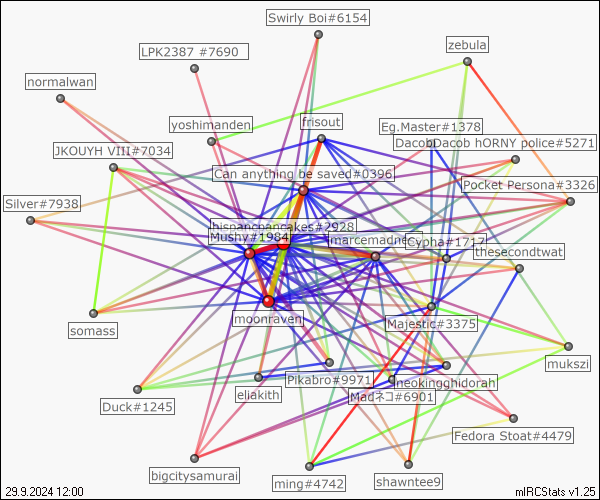 Swirly Boi#6154
LPK2387 #7690
zebula
normalwan
yoshimanden
frisout
Eg.Master#1378
DacobDacob hORNY police#5271
JKOUYH VIII#7034
Can anything be saved#0396
Pocket Persona#3326
Silver#7938
hispanicpancakes#2928
Mushy#1984
Cypha#1717
thesecondtwat
moonraven
Majestic#3375
somass
mukszi
Pikabro#9971
neokingghidorah
eliakith
Madネコ#6901
Duck#1245
Fedora Stoat#4479
bigcitysamurai
ming#4742
shawntee9
29.9.2024 12:00
mIRCStats v1.25